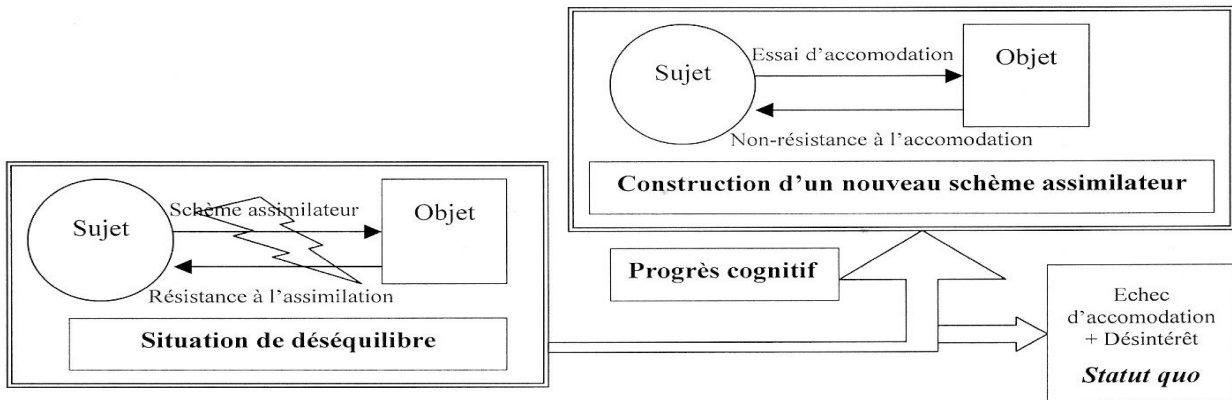 Sujet
Essai d'accomodation
Objet
Non-résistance à l'accomodation
Construction d'un nouveau schème assimilateur
Sujet
Schème assimilateur
Objet
Résistance à l'assimilation
Situation de déséquilibre
Progrès cognitif
Echec
d'accomodation
+ Désintérêt
Statut quo